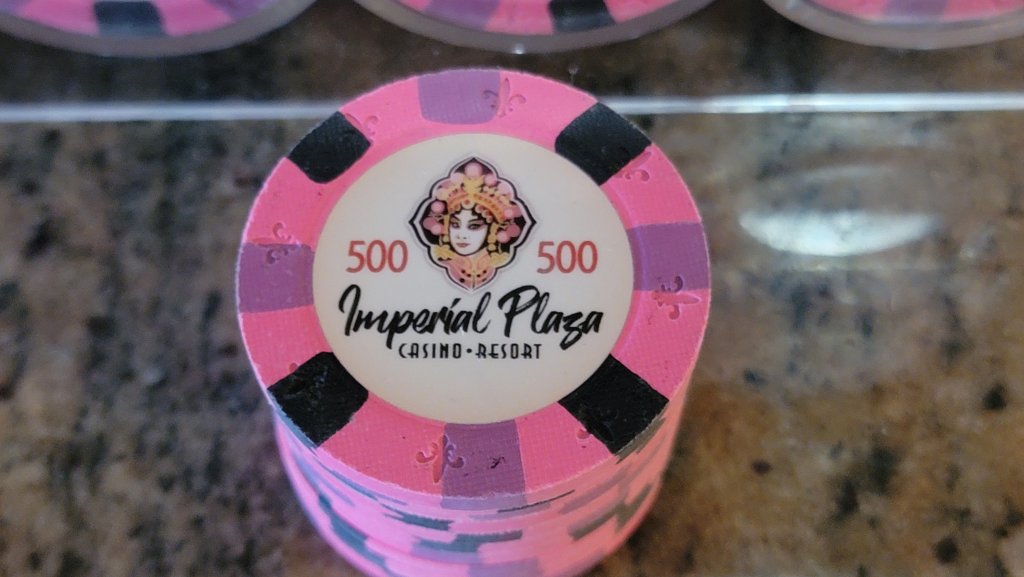 500 500
Imperial Plaza
CASINO • RESORT